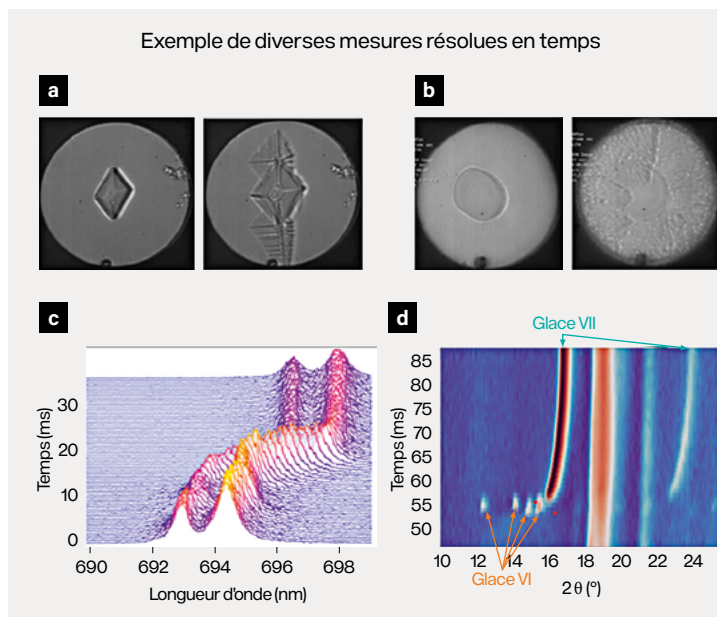 Exemple de diverses mesures résolues en temps
a
b
c
d
Glace VII
Temps (ms)
30
20
10
0
690 692 694 696 698
Longueur d'onde (nm)
Temps (ms)
85
80
75
70
65
60
55
50
Glace VI
10 12 14 16 18 20 22 24
2 θ (°)